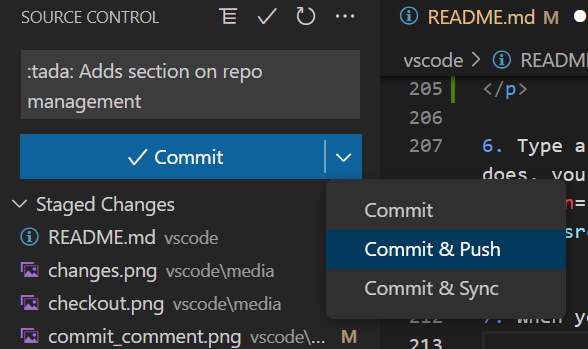 SOURCE CONTROL
:tada: Adds section on repo
management
Commit
Staged Changes
README.md vscode
changes.png vscode\media
checkout.png vscode\media
commit_comment.png vscode\... M
README.md M
vscode > README
205 </p>
206
207 6. Type a
does, you
Commit
Commit & Push
Commit & Sync
7. When yo
213